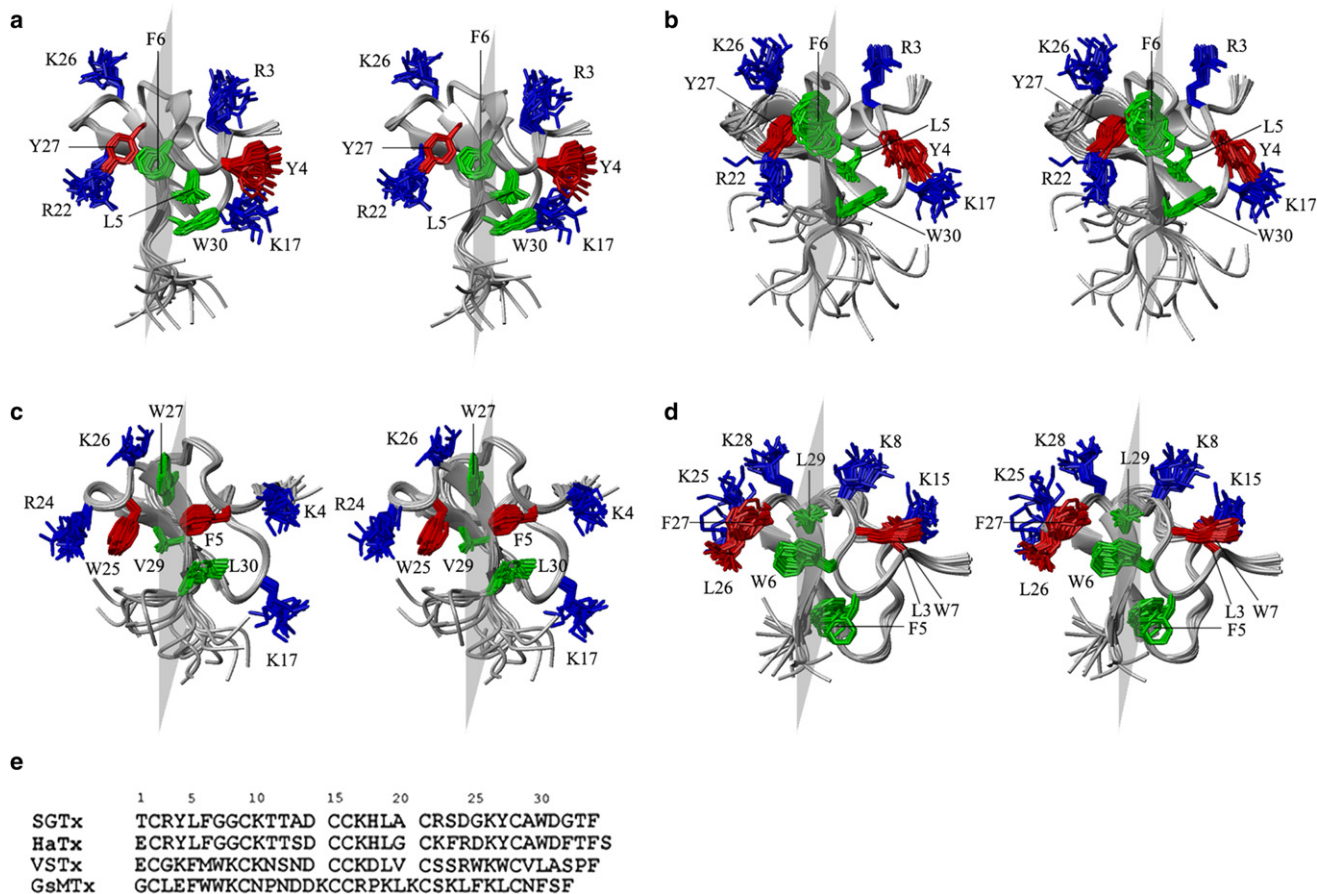 a
F6
K26
R3
Y27
Y4
R22
L5
W30
K17
F6
K26
R3
Y27
Y4
R22
L5
W30
K17
b
K26
F6
R3
Y27
L5
Y4
R22
K17
W30
K26
F6
R3
Y27
L5
Y4
R22
K17
W30
c
W27
K26
R24
K4
F5
W25
V29
L30
K17
W27
K26
R24
K4
F5
W25
V29
L30
K17
d
K28
L29
K8
K25
K15
F27
L26
W6
L3
W7
F5
K28
L29
K8
K25
K15
F27
L26
W6
L3
W7
F5
e
1 5 10 15 20 25 30
SGTx TCRYLFGGCKTTAD CCKHLA CRSDGKYCAWDGTF
HaTx ECRYLFGGCKTTSD CCKHLG CKFRDKYCAWDFTFS
VSTx ECGKFMWKCKNSND CCKDLV CSSRWKWCVLASPF
GsMTx GCLEFWWKCNPNDDKCCRPKLKCSKLFKLCNFSF